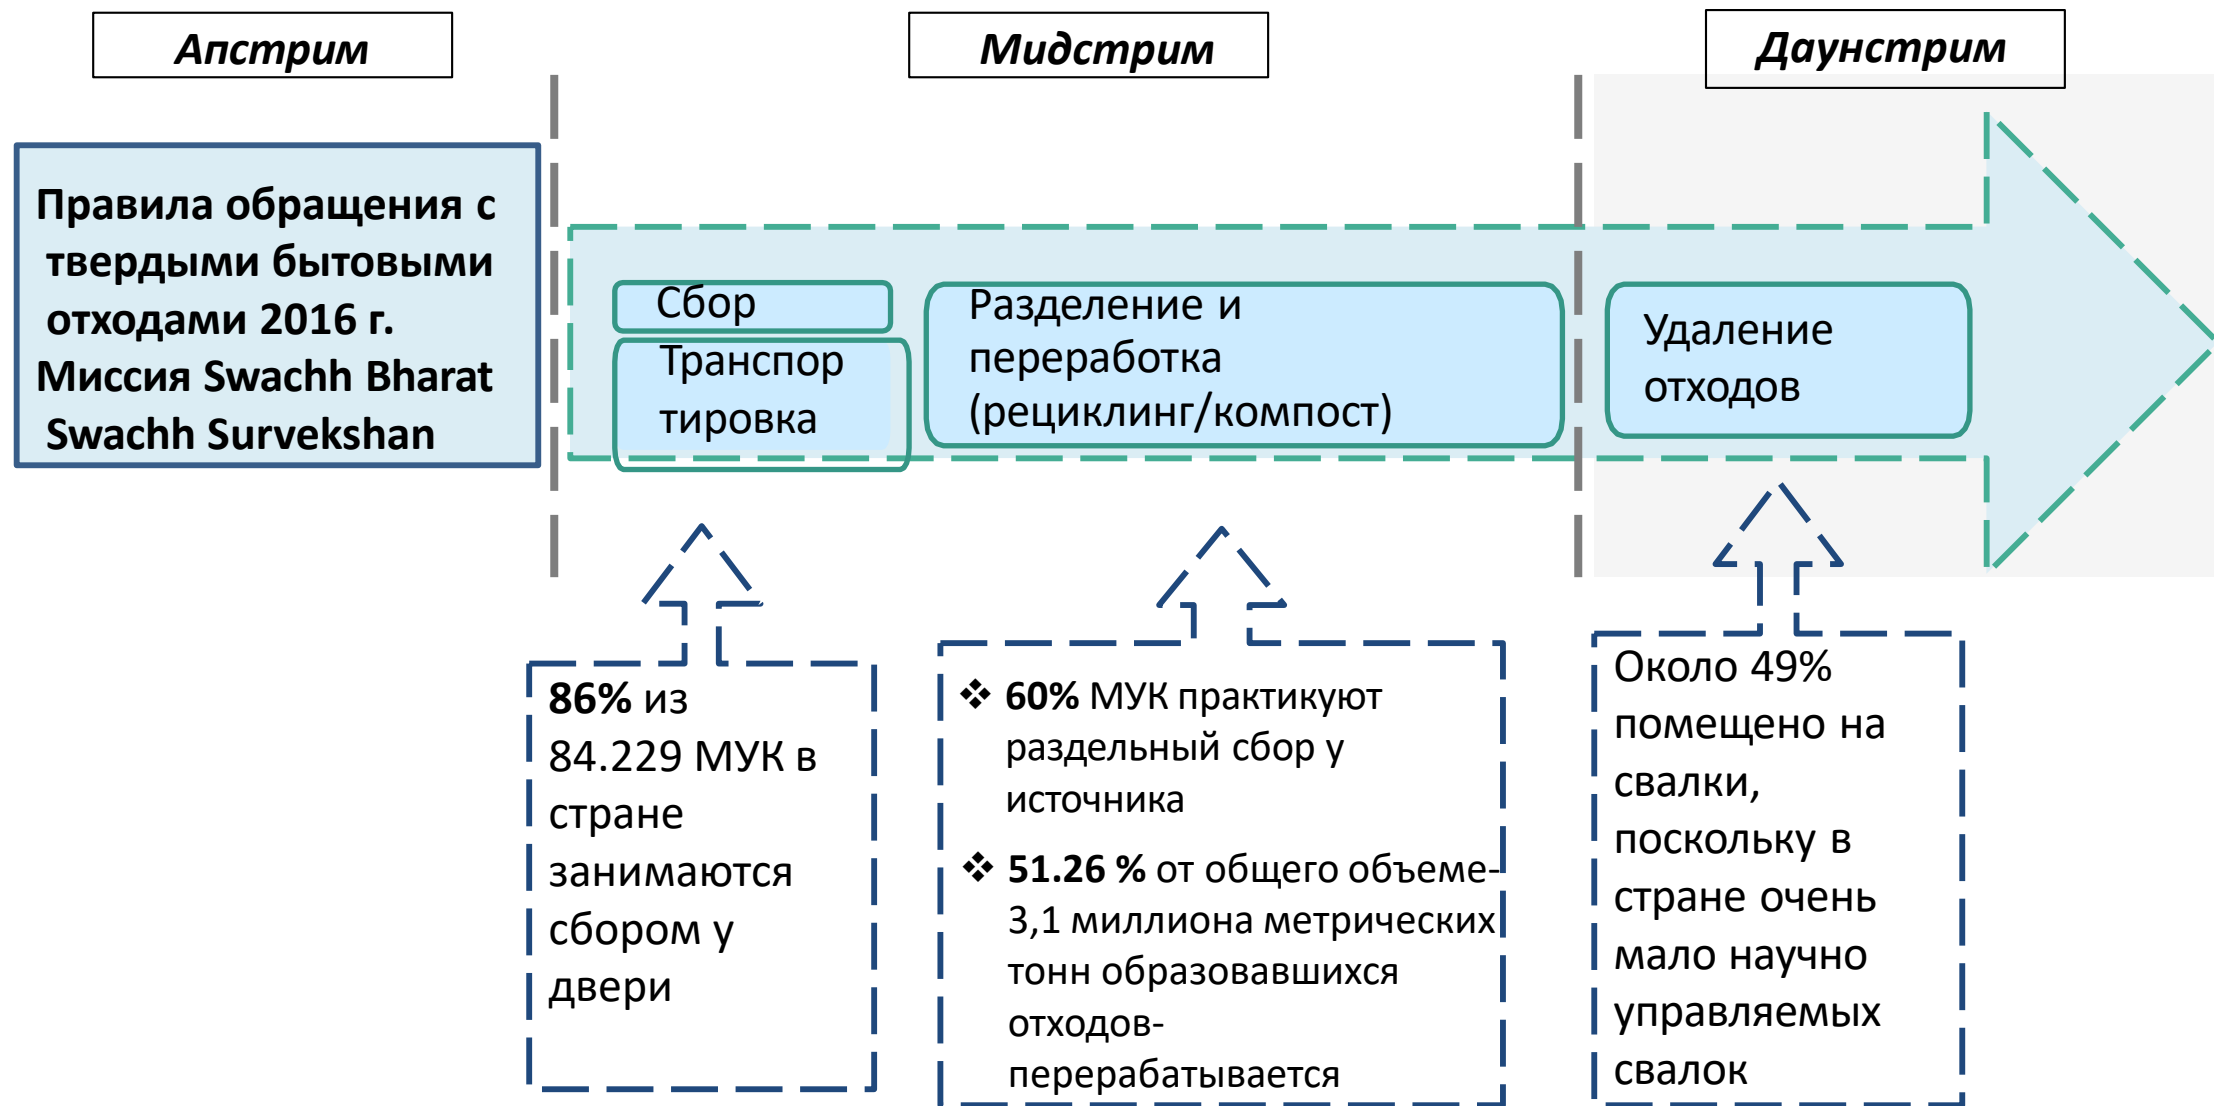 Апстрим
Мидстрим
Даунстрим
Правила обращения с
твердыми бытовыми
отходами 2016 г.
Миссия Swachh Bharat
Swachh Survekshan
Сбор
Транспор
тировка
Разделение и
переработка
(рециклинг/компост)
Удаление
отходов
86% из
84.229 МУК в
стране
занимаются
сбором у
двери
❖ 60% МУК практикуют
раздельный сбор у
источника
❖ 51.26 % от общего объеме-
3,1 миллиона метрических
тонн образовавшихся
отходов-
перерабатывается
Около 49%
помещено на
свалки,
поскольку в
стране очень
мало научно
управляемых
свалок